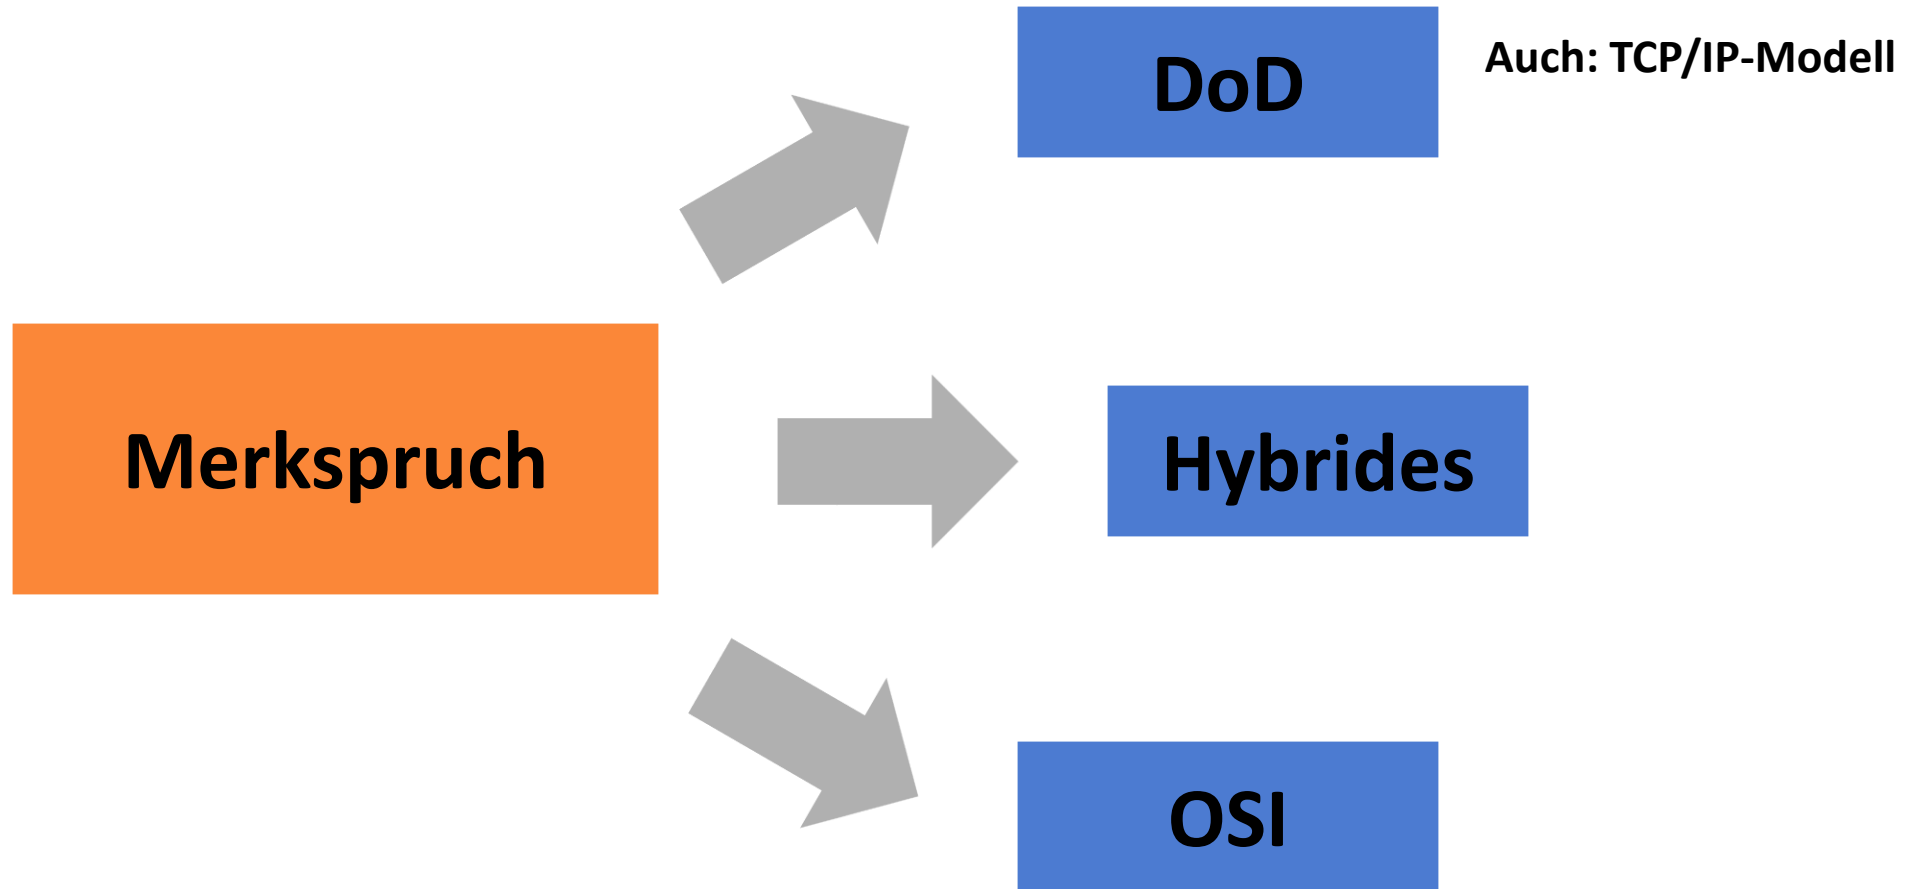 DoD
Auch: TCP/IP-Modell
Merkspruch
Hybrides
OSI